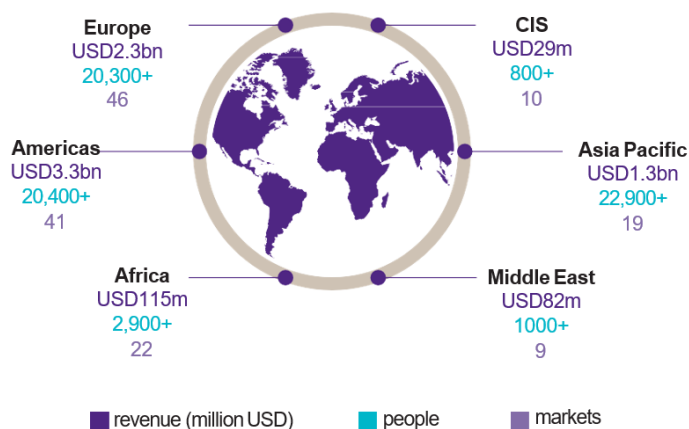 Europe
USD2.3bn
20,300+
46
CIS
USD29m
800+
10
Americas
USD3.3bn
20,400+
41
Asia Pacific
USD1.3bn
22,900+
19
Africa
USD115m
2,900+
22
Middle East
USD82m
1000+
9
revenue (million USD) people markets